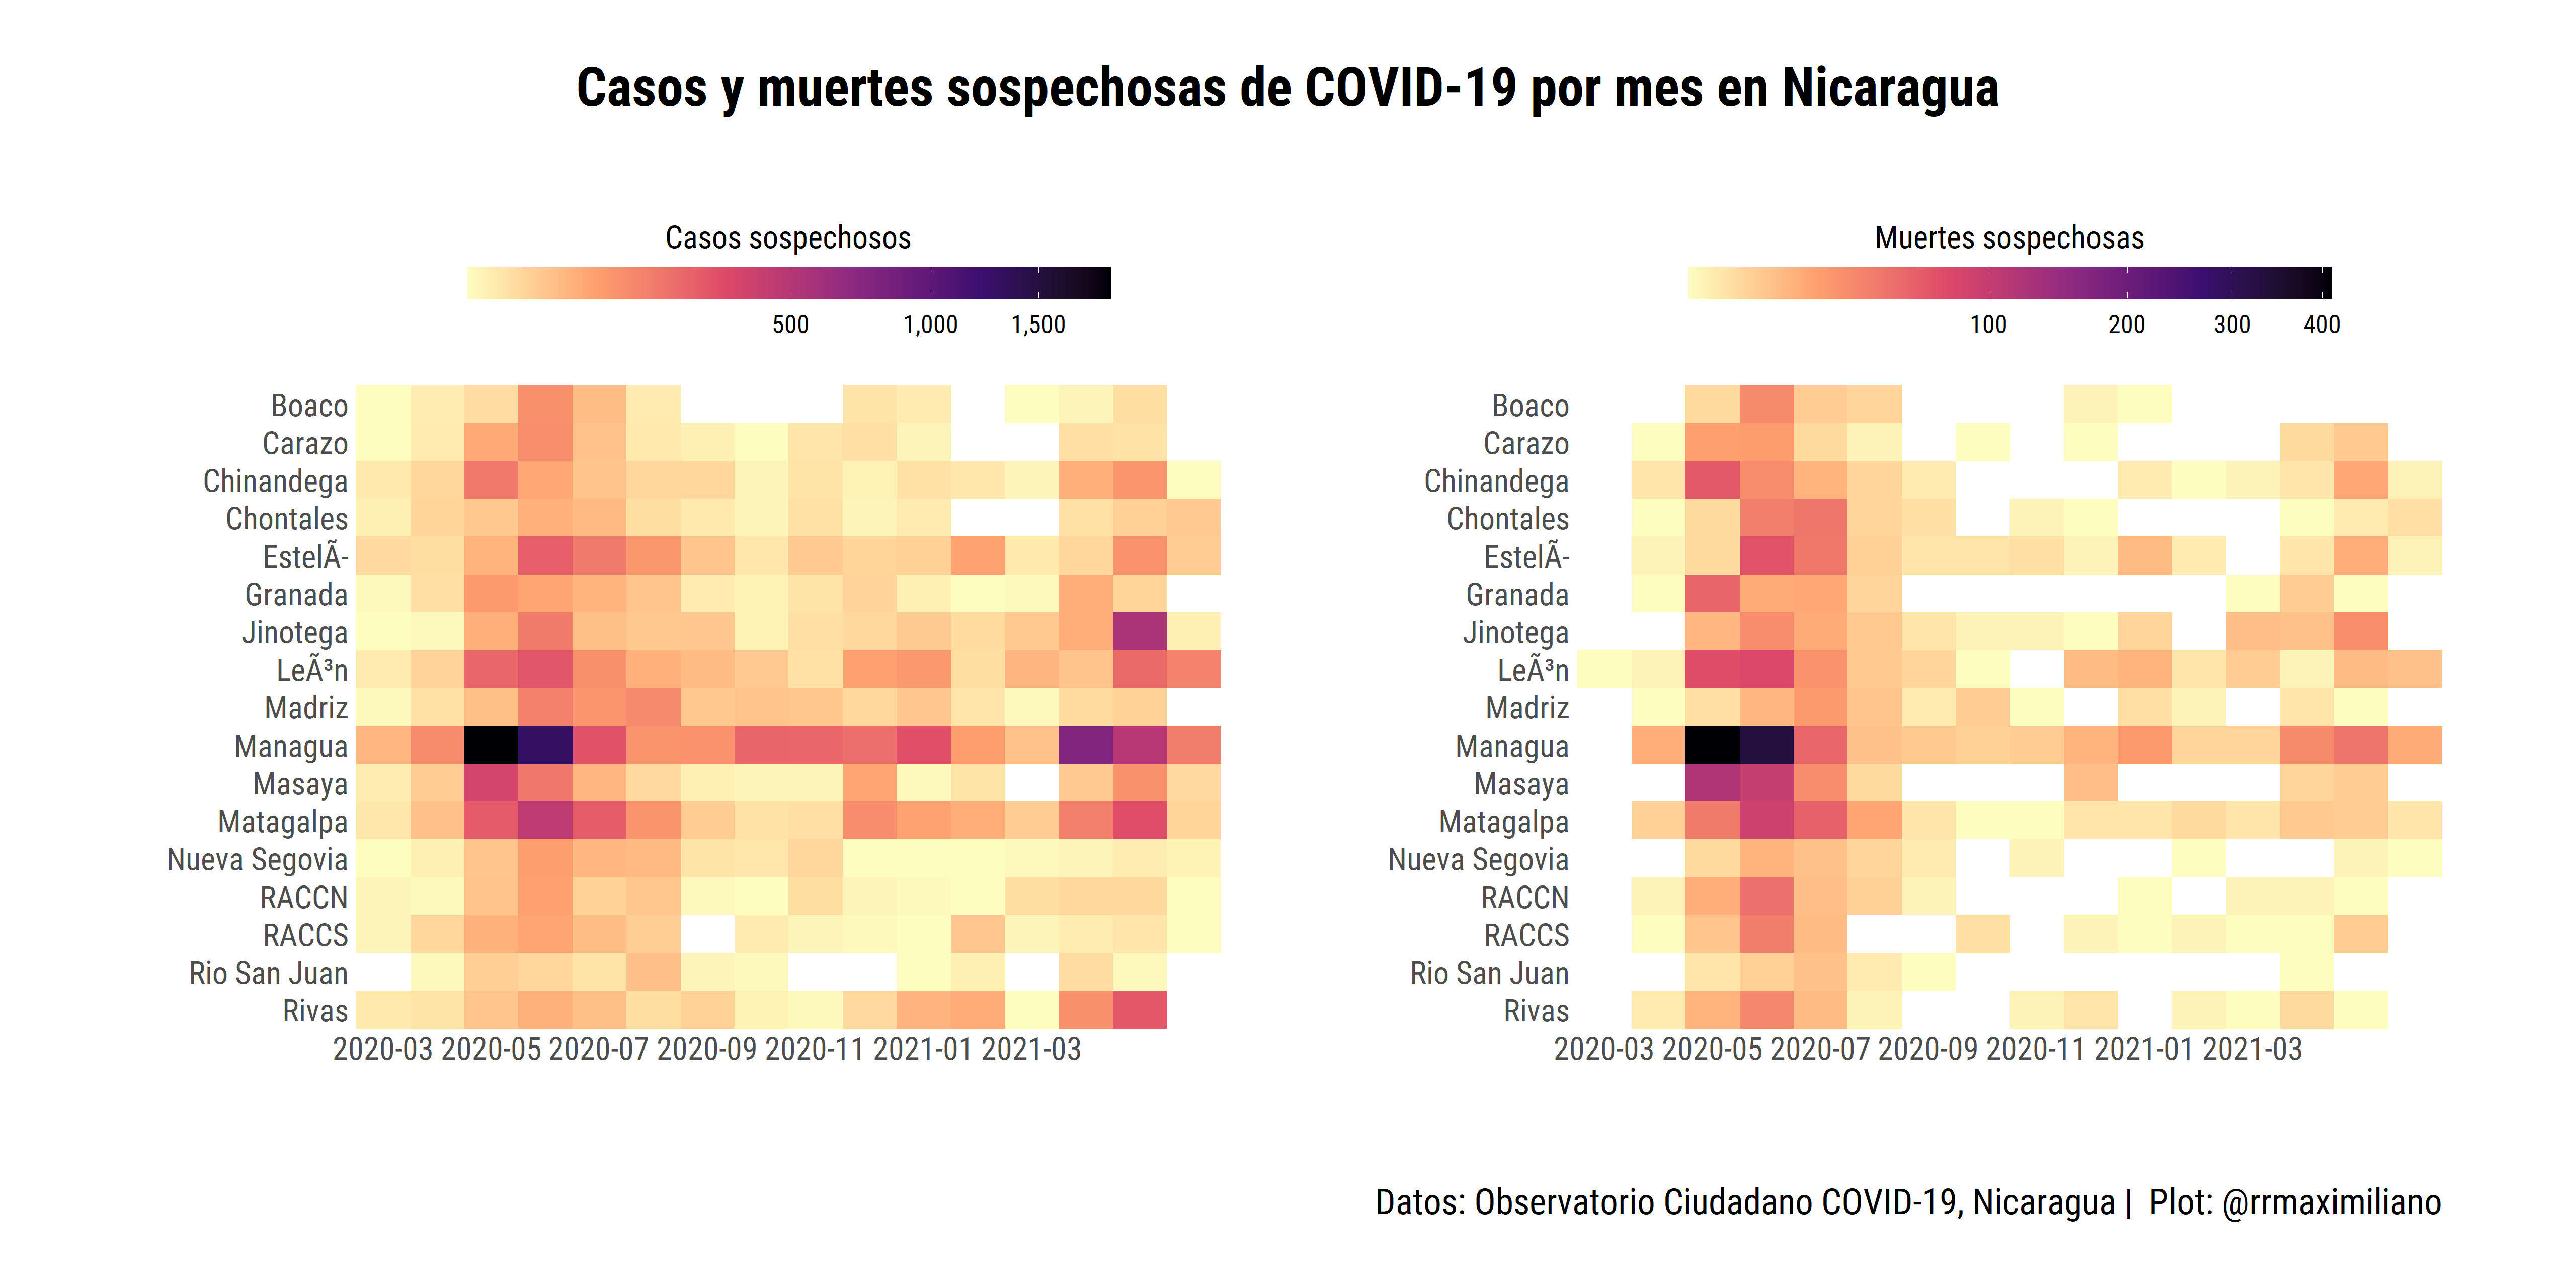 Casos y muertes sospechosas de COVID-19 por mes en Nicaragua
Casos sospechosos
500 1,000 1,500
Boaco
Carazo
Chinandega
Chontales
EstelÃ-
Granada
Jinotega
LeÃ³n
Madriz
Managua
Masaya
Matagalpa
Nueva Segovia
RACCN
RACCS
Rio San Juan
Rivas
2020-03 2020-05 2020-07 2020-09 2020-11 2021-01 2021-03
Muertes sospechosas
100 200 300 400
Boaco
Carazo
Chinandega
Chontales
EstelÃ-
Granada
Jinotega
LeÃ³n
Madriz
Managua
Masaya
Matagalpa
Nueva Segovia
RACCN
RACCS
Rio San Juan
Rivas
2020-03 2020-05 2020-07 2020-09 2020-11 2021-01 2021-03
Datos: Observatorio Ciudadano COVID-19, Nicaragua | Plot: @rrmaximiliano